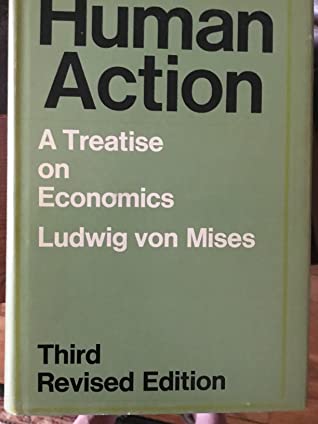 Human
Action
A Treatise
on
Economics
Ludwig von Mises
Third
Revised Edition